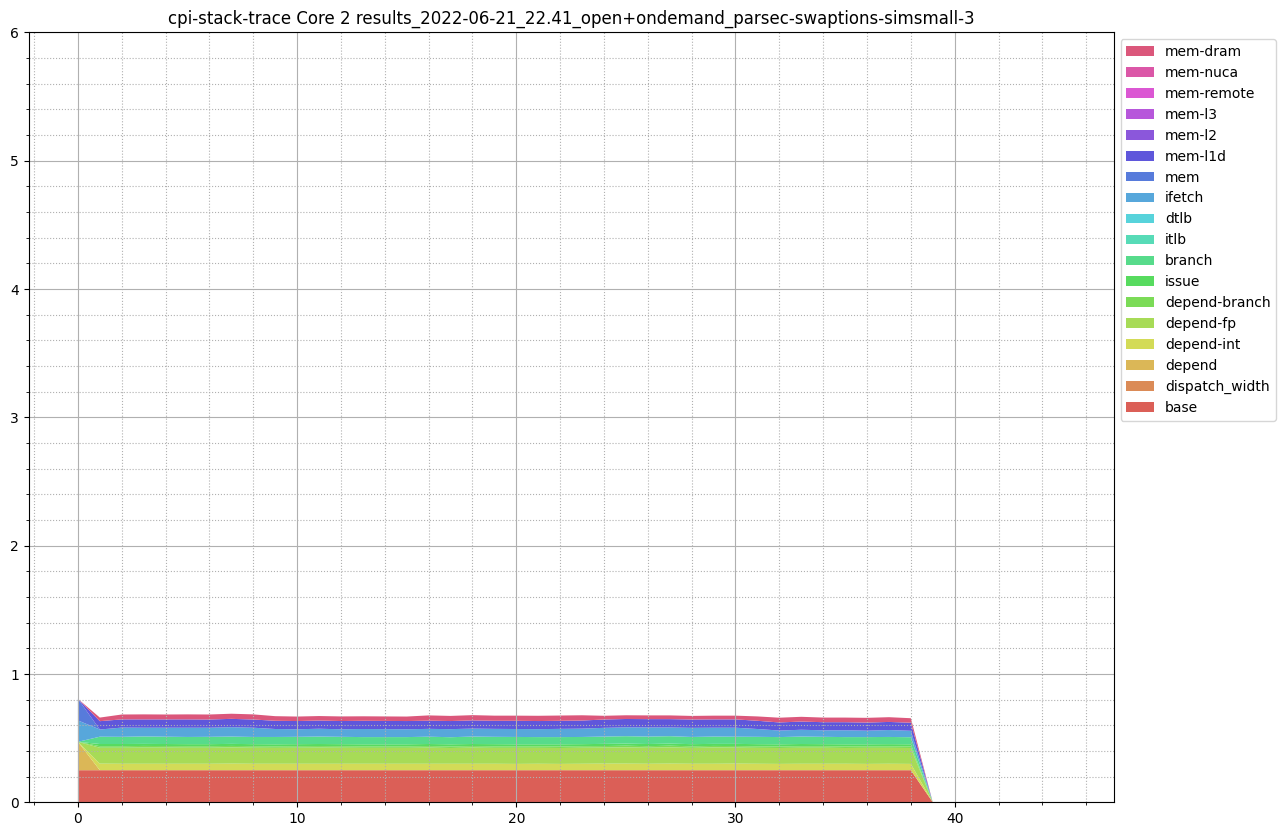 cpi-stack-trace Core 2 results_2022-06-21_22.41_open+ondemand_parsec-swaptions-simsmall-3
6
5
4
3
2
1
0
0 10 20 30 40
mem-dram
mem-nuca
mem-remote
mem-l3
mem-l2
mem-l1d
mem
ifetch
dtlb
itlb
branch
issue
depend-branch
depend-fp
depend-int
depend
dispatch_width
base